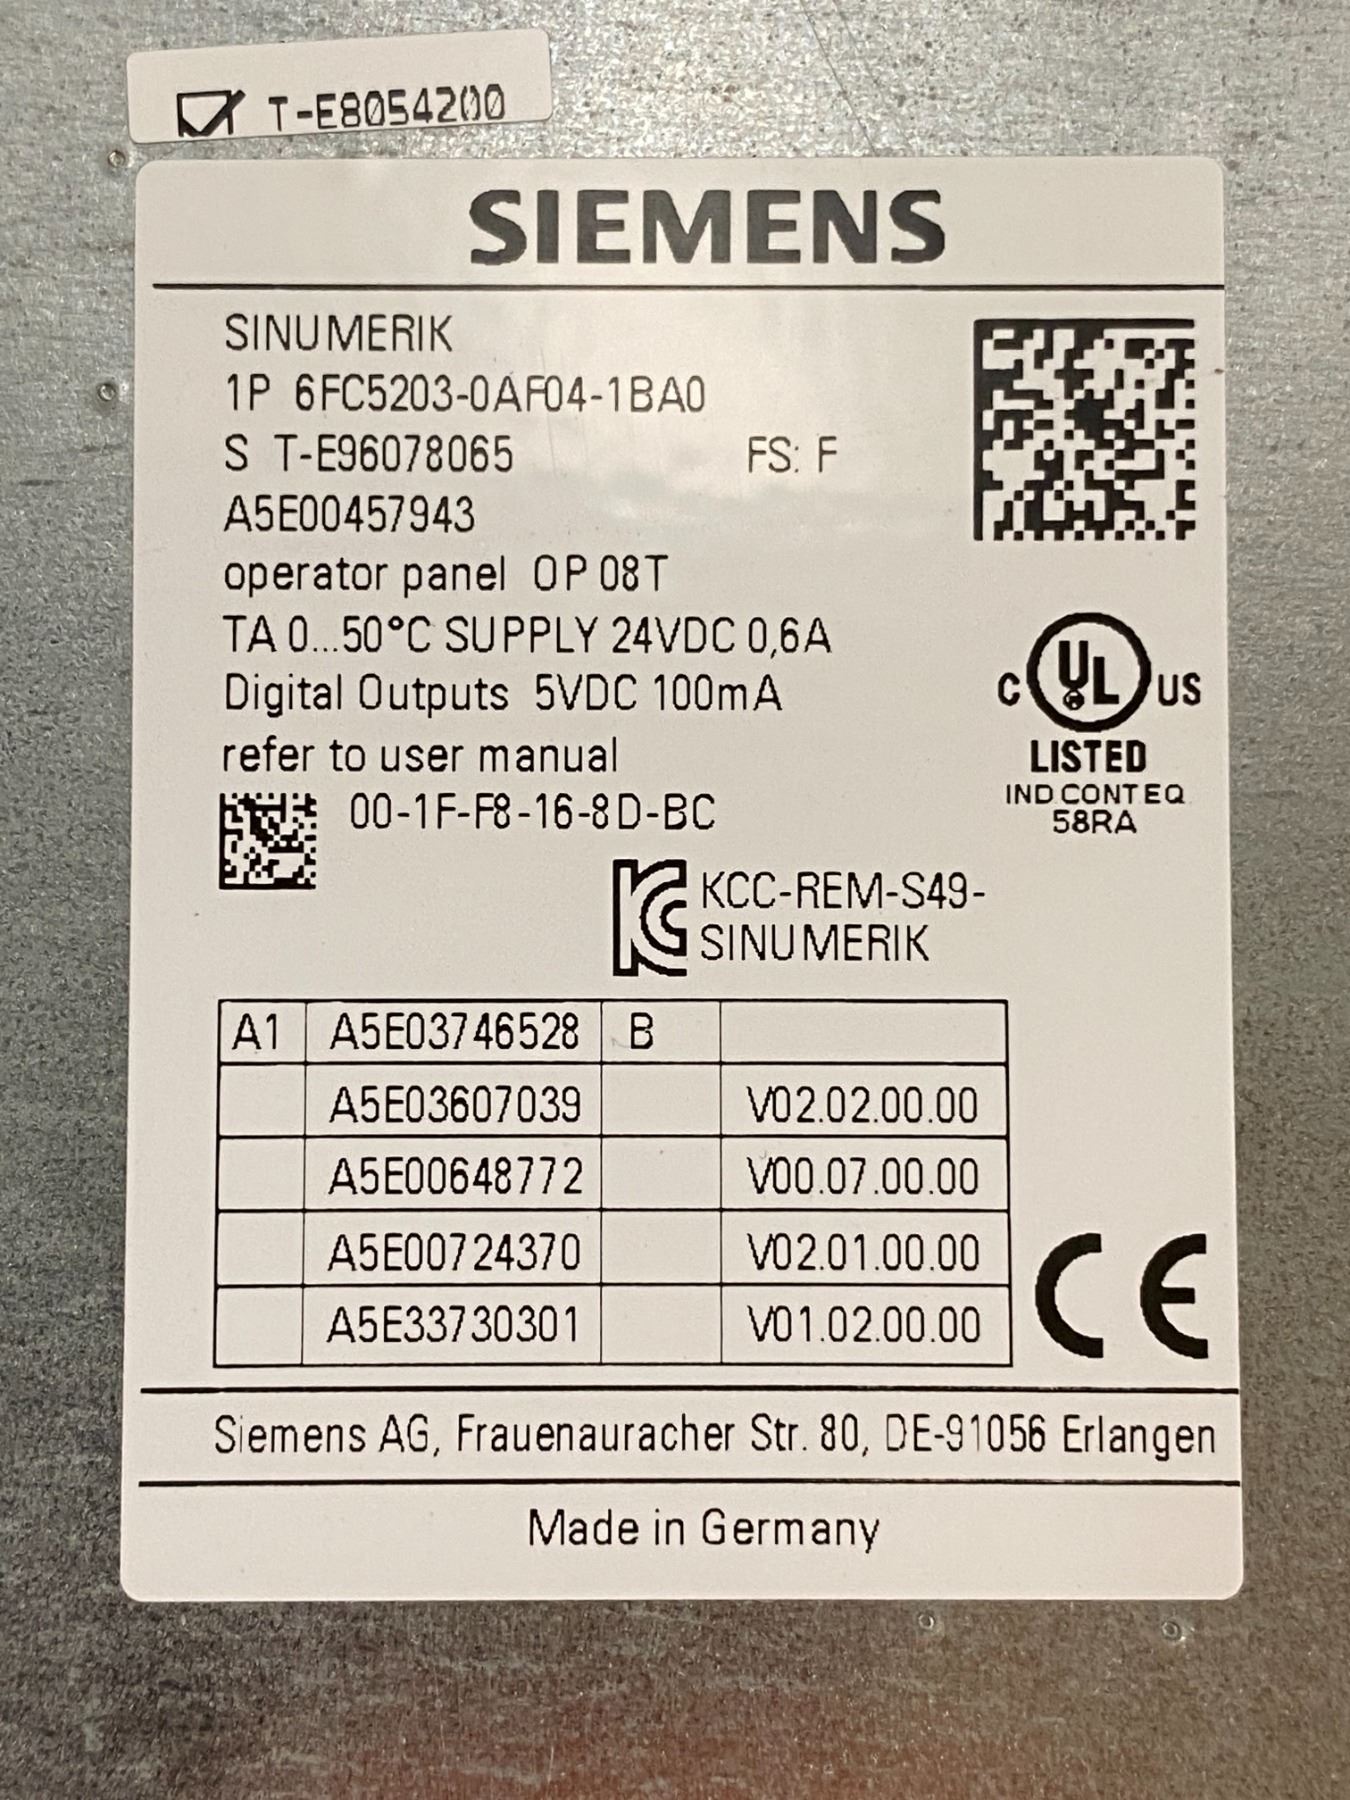 T-E8054200
SIEMENS
SINUMERIK
1P 6FC5203-0AF04-1BA0
S T-E96078065 FS: F
A5E00457943
operator panel OP 08T
TA 0...50°C SUPPLY 24VDC 0,6A
Digital Outputs 5VDC 100mA
refer to user manual
00-1F-F8-16-8D-BC
C UL US
LISTED
IND CONT EQ
58RA
KCC-REM-S49-
SINUMERIK
A1 A5E03746528 B
A5E03607039 V02.02.00.00
A5E00648772 V00.07.00.00
A5E00724370 V02.01.00.00
A5E33730301 V01.02.00.00
CE
Siemens AG, Frauenauracher Str. 80, DE-91056 Erlangen
Made in Germany